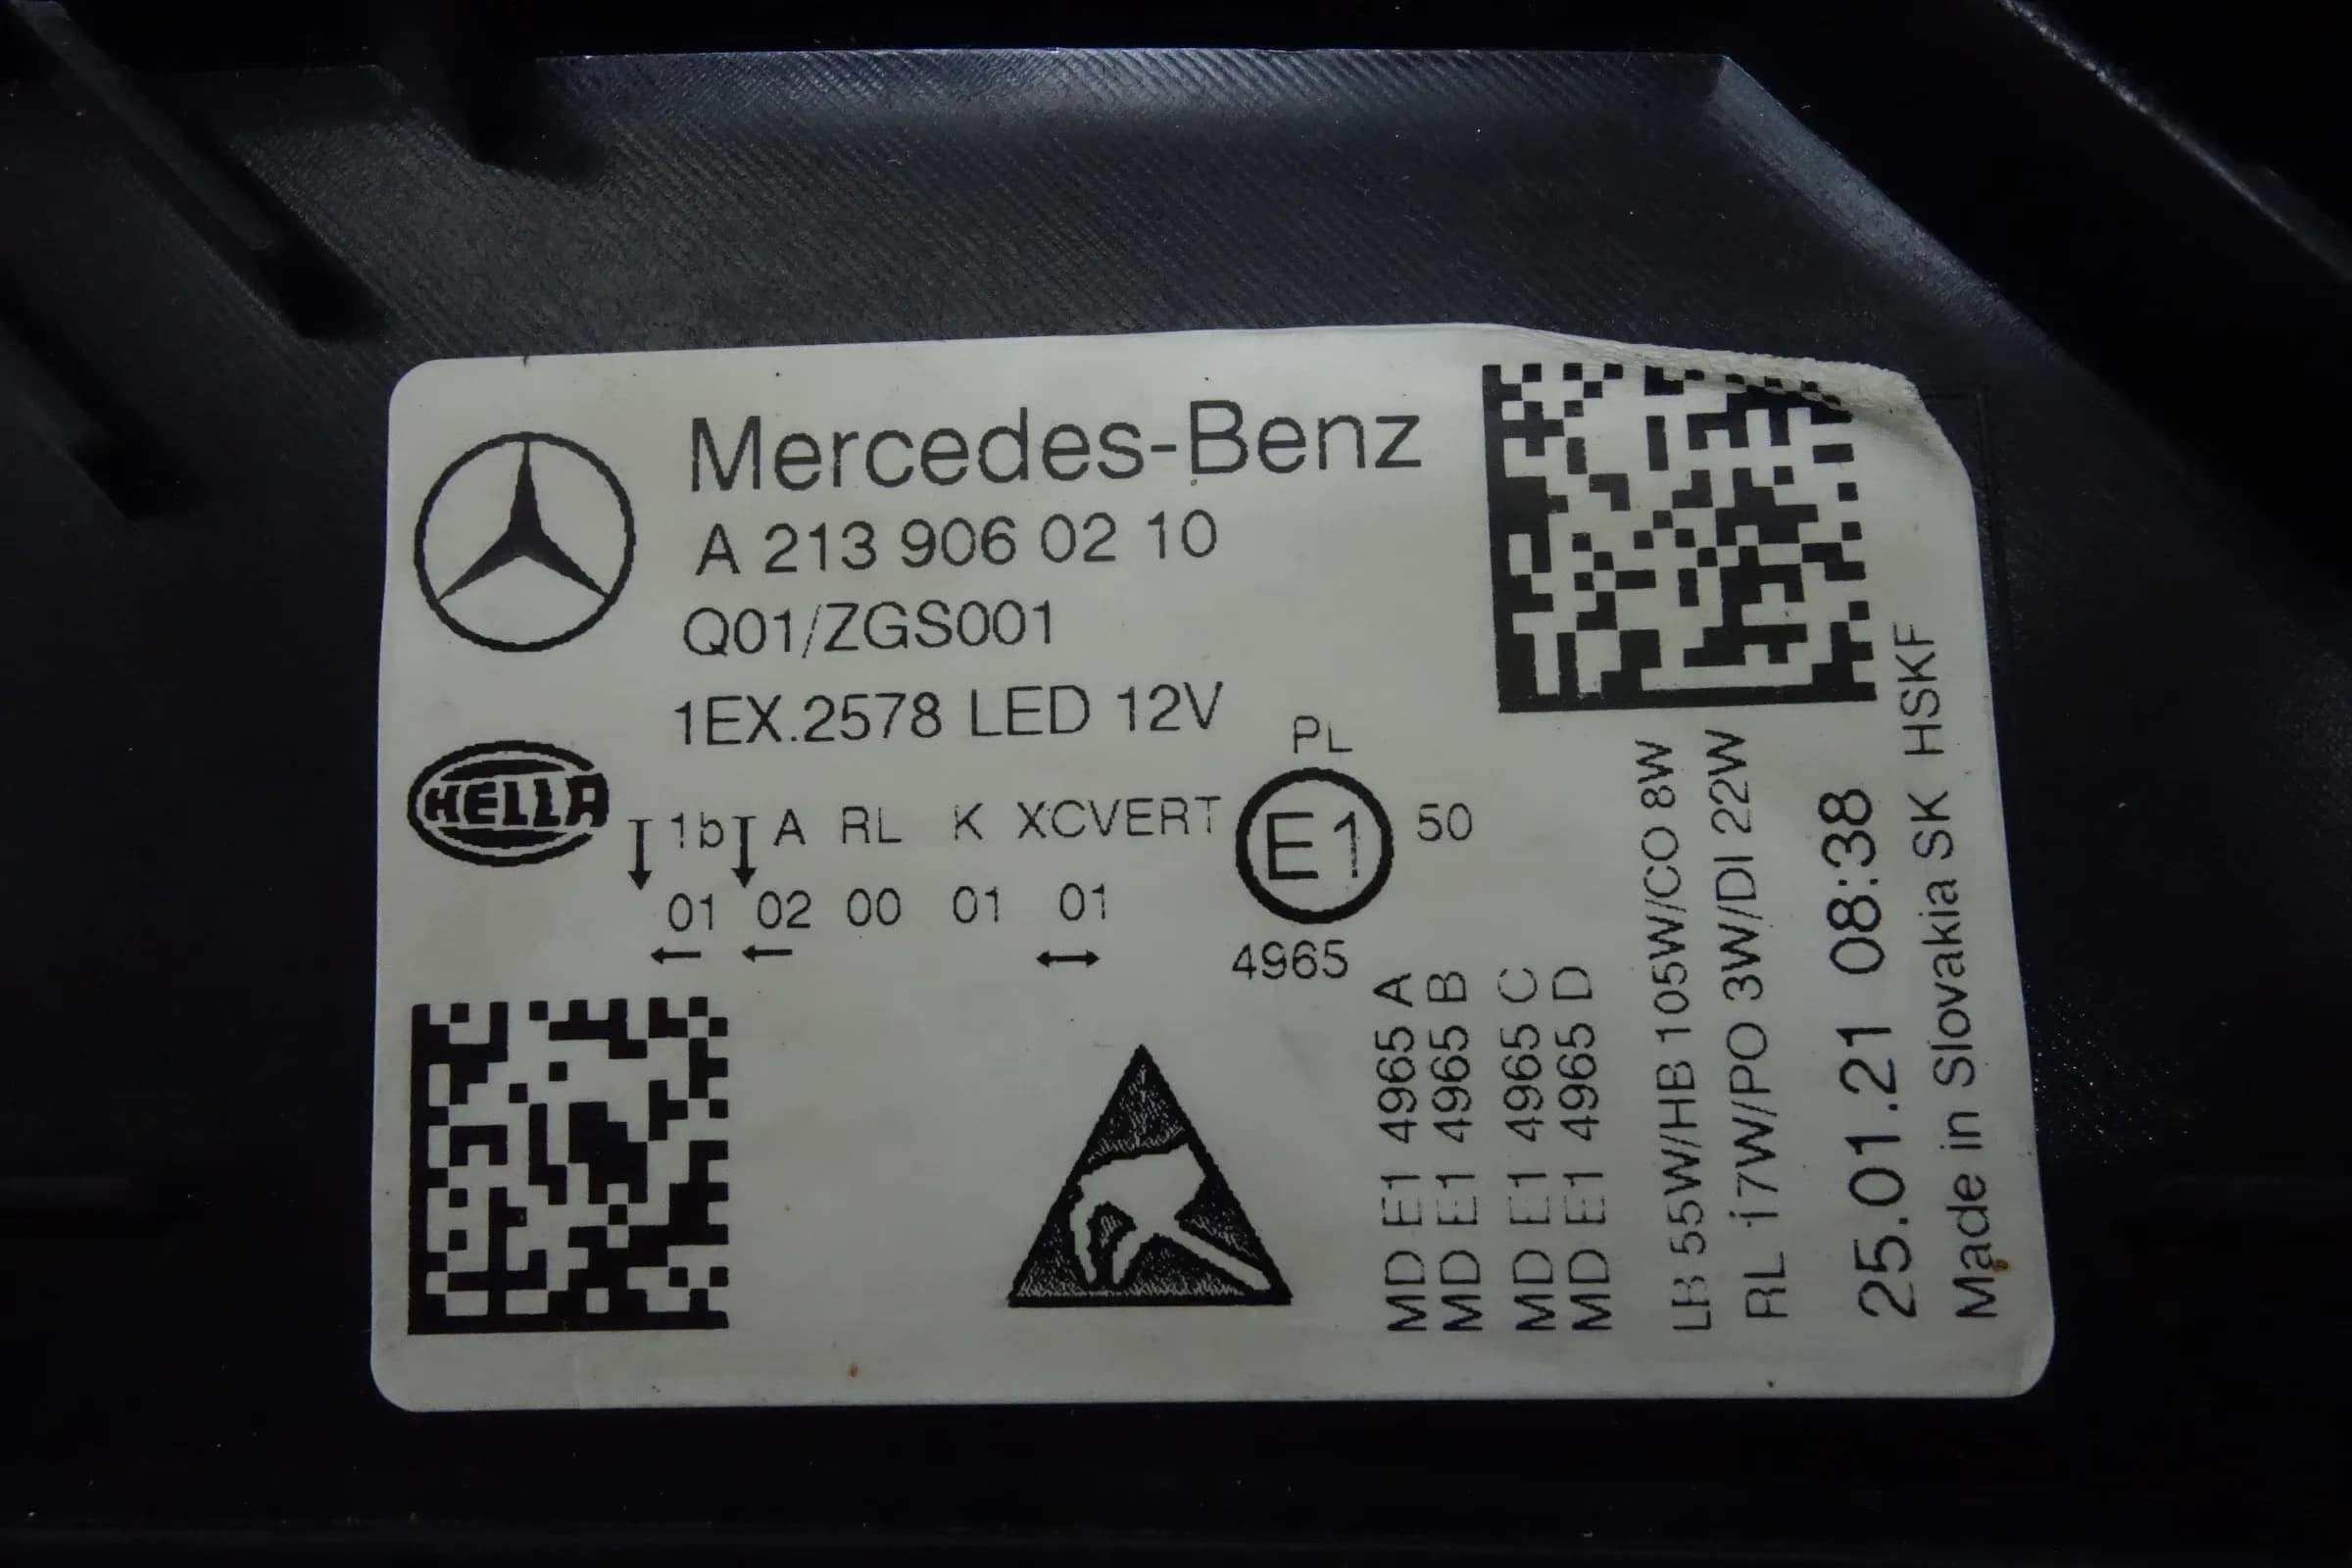 Mercedes-Benz
A 213 906 02 10
Q01/ZGS001
1EX.2578 LED 12V
HELLA
PL
1b A RL K XCVERT
E1
50
01 02 00 01 01
4965
MD E1 4965 A
MD E1 4965 B
MD E1 4965 C
MD E1 4965 D
LB 55W/HB 105W/CO 8W
RL 17W/PO 3W/DI 22W
25.01.21 08:38
Made in Slovakia SK HSKF